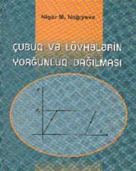 Nigar M. Nağıyeva
ÇUBUQ VƏ LÖVHƏLƏRİN
YORĞUNLUQ DAĞILMASI